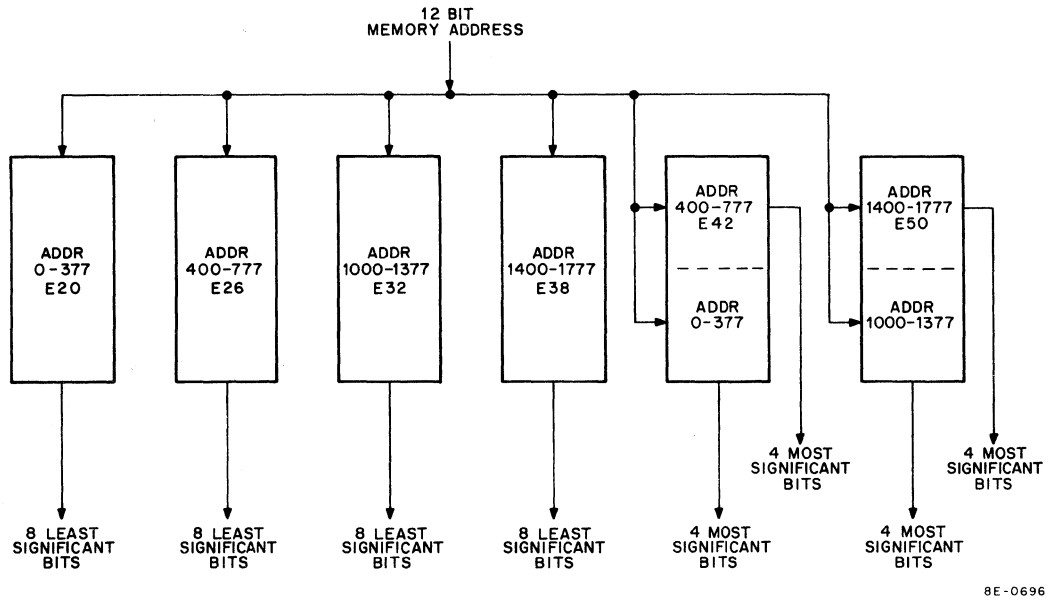 12 BIT
MEMORY ADDRESS
ADDR
0-377
E20
ADDR
400-777
E26
ADDR
1000-1377
E32
ADDR
1400-1777
E38
ADDR
400-777
E42
ADDR
0-377
ADDR
1400-1777
E50
ADDR
1000-1377
4 MOST
SIGNIFICANT
BITS
4 MOST
SIGNIFICANT
BITS
8 LEAST
SIGNIFICANT
BITS
8 LEAST
SIGNIFICANT
BITS
8 LEAST
SIGNIFICANT
BITS
8 LEAST
SIGNIFICANT
BITS
4 MOST
SIGNIFICANT
BITS
4 MOST
SIGNIFICANT
BITS
8E-0696